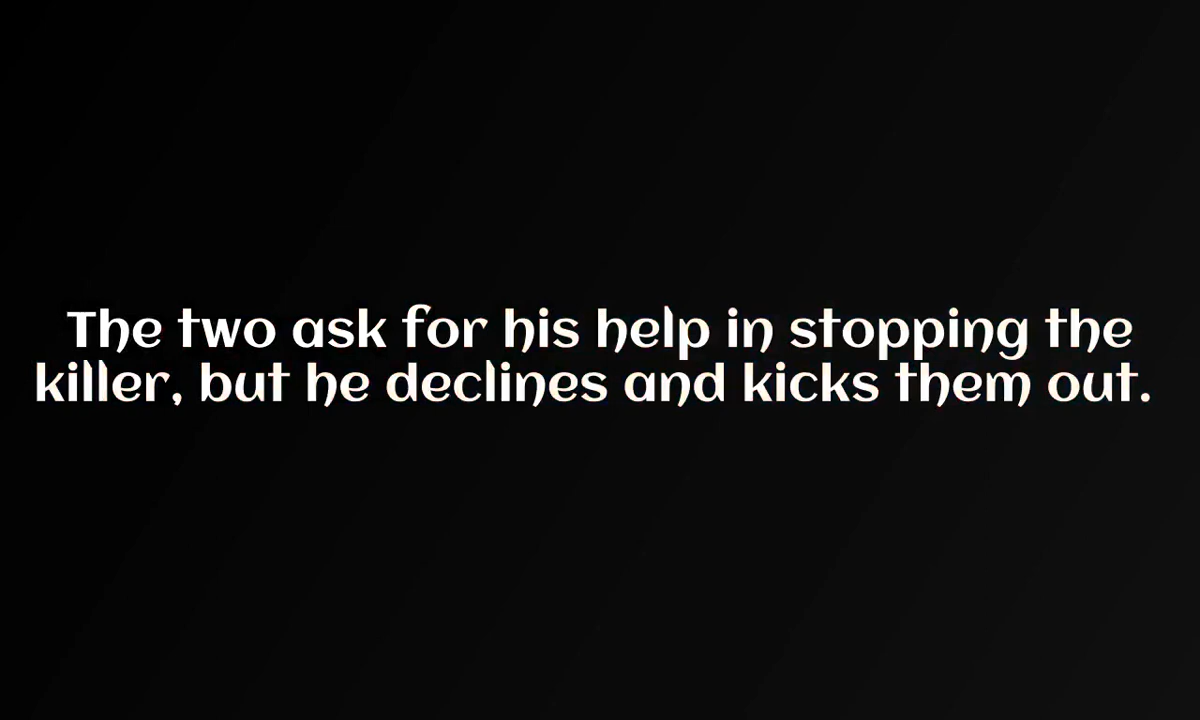 The two ask for his help in stopping the
killer, but he declines and kicks them out.